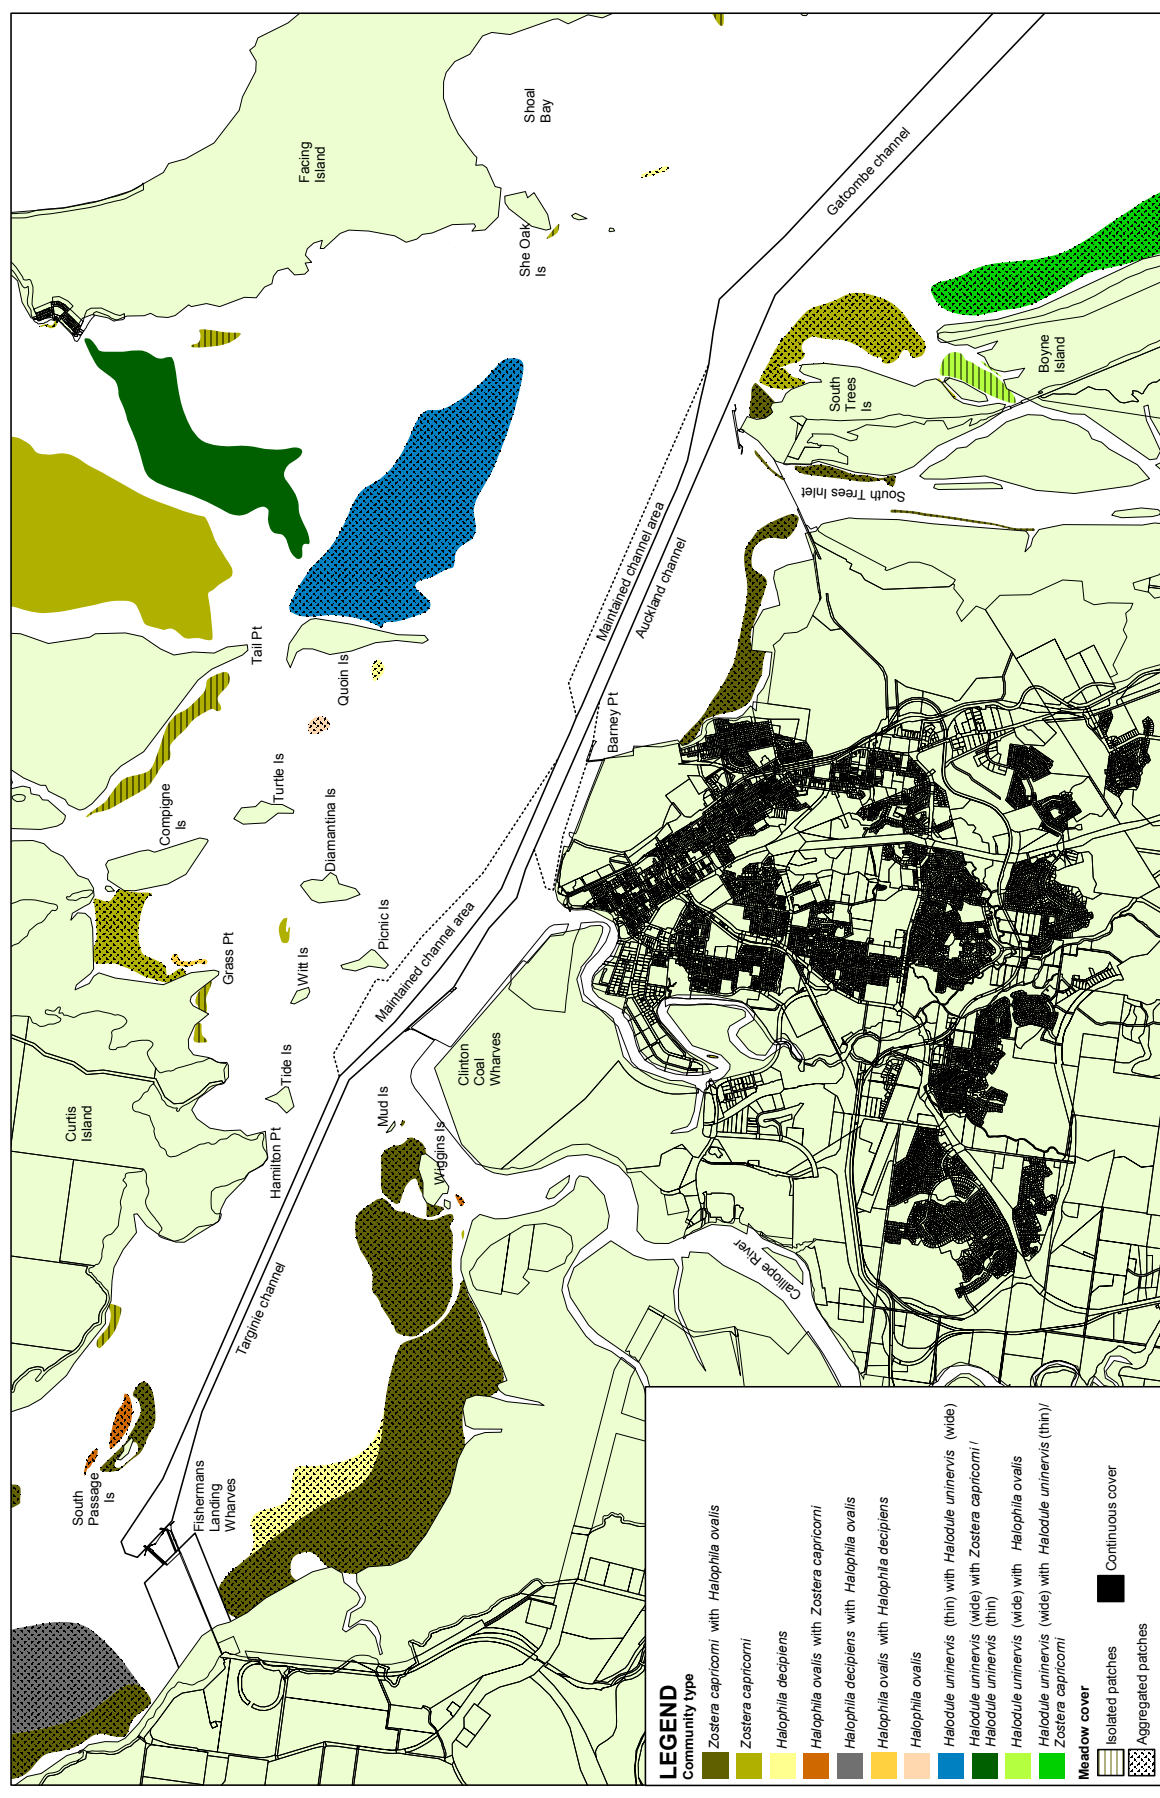 Shoal
Bay
Facing
Island
She Oak
Is
Gatcombe channel
Boyne
Island
South
Trees
Is
South Trees Inlet
Maintained channel area
Auckland channel
Tail Pt
Quoin Is
Barney Pt
Turtle Is
Compigne
Is
Diamantina Is
Picnic Is
Grass Pt
Witt Is
Maintained channel area
Tide Is
Clinton
Coal
Wharves
Curtis
Island
Mud Is
Hamilton Pt
Wiggins Is
Calliope River
Targinie channel
South
Passage
Is
Fishermans
Landing
Wharves
LEGEND
Community type
Zostera capricorni with Halophila ovalis
Zostera capricorni
Halophila decipiens
Halophila ovalis with Zostera capricorni
Halophila decipiens with Halophila ovalis
Halophila ovalis with Halophila decipiens
Halophila ovalis
Halodule uninervis (thin) with Halodule uninervis (wide)
Halodule uninervis (wide) with Zostera capricorni /
Halodule uninervis (thin)
Halodule uninervis (wide) with Halophila ovalis
Halodule uninervis (wide) with Halodule uninervis (thin)/
Zostera capricorni
Meadow cover
Isolated patches
Continuous cover
Aggregated patches